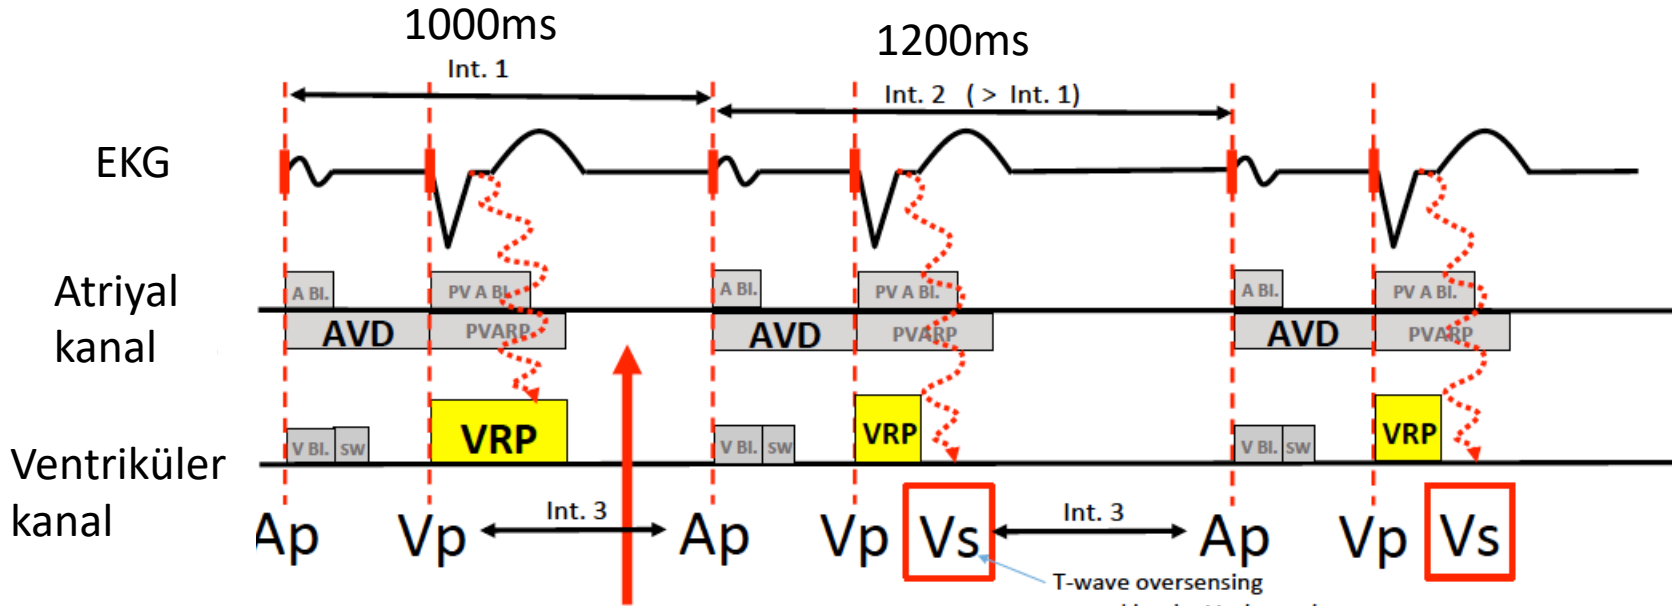 1000ms
1200ms
Int. 1
Int. 2 ( > Int. 1)
EKG
A Bl. PV A Bl. A Bl. PV A Bl. A Bl. PV A Bl.
Atriyal
kanal
AVD PVARP AVD PVARP AVD PVARP
VRP VRP VRP
V Bl. SW V Bl. SW V Bl. SW
Ventriküler
kanal
Int. 3 Int. 3
Ap Vp Ap Vp Vs Ap Vp Vs
T-wave oversensing